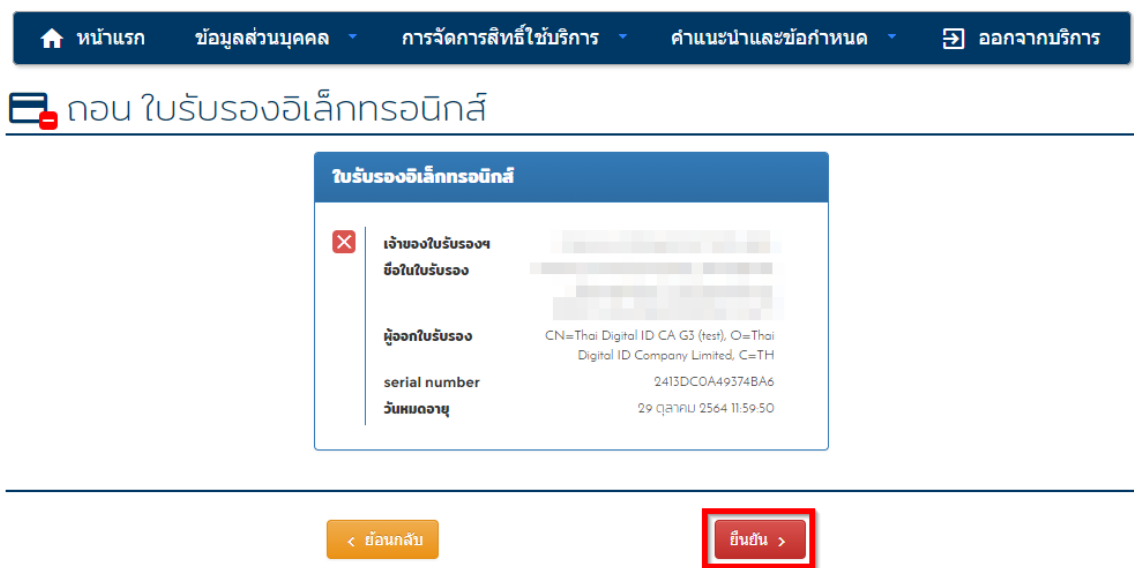 หน้าแรก ข้อมูลส่วนบุคคล การจัดการสิทธิ์ใช้บริการ คำแนะนำและข้อกำหนด ออกจากบริการ
ถอน ใบรับรองอิเล็กทรอนิกส์
ใบรับรองอิเล็กทรอนิกส์
เจ้าของใบรับรองฯ
ชื่อในใบรับรอง
ผู้ออกใบรับรอง CN=Thai Digital ID CA G3 (test), O=Thai
Digital ID Company Limited, C=TH
serial number 2413DC0A49374BA6
วันหมดอายุ 29 ตุลาคม 2564 11:59:50
< ย้อนกลับ ยืนยัน >